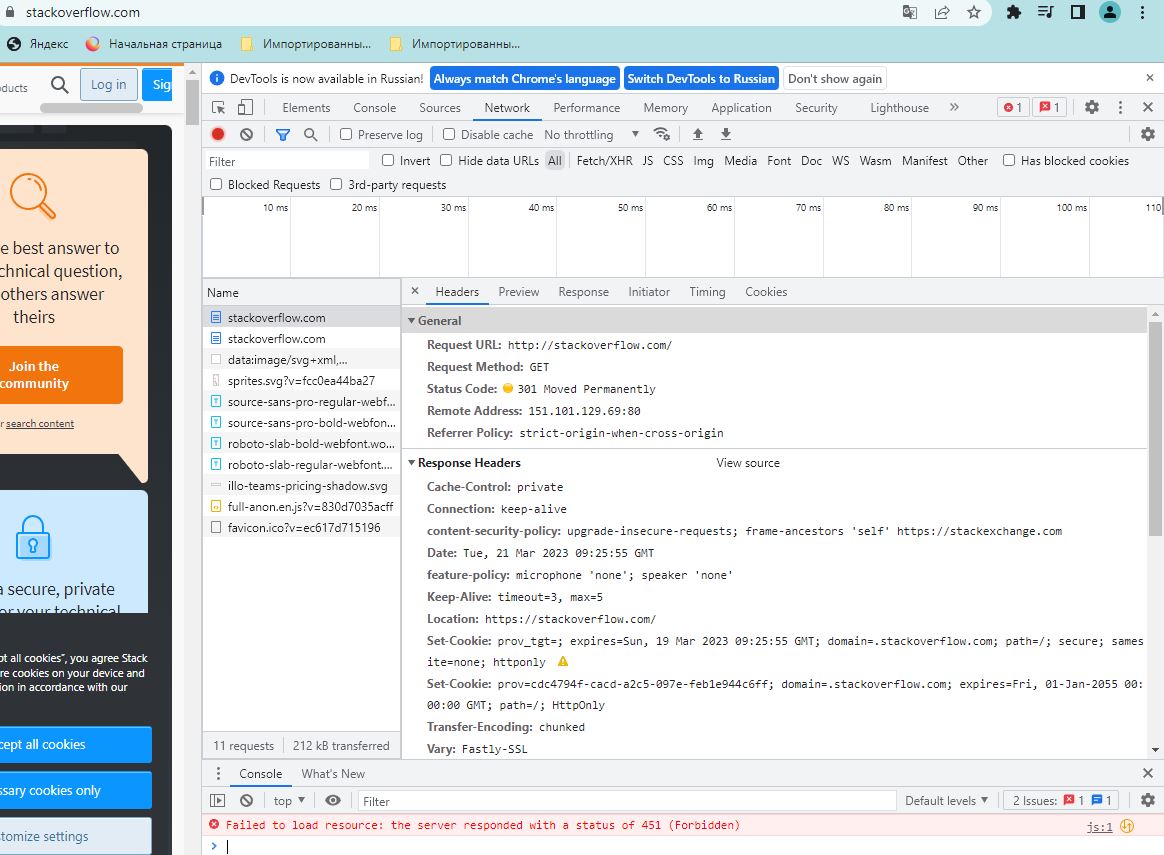 stackoverflow.com
Яндекс Начальная страница Импортированны... Импортированны...
DevTools is now available in Russian! Always match Chrome's language Switch DevTools to Russian Don't show again
oducts Log in Sig
Elements Console Sources Network Performance Memory Application Security Lighthouse » 1 1
Preserve log Disable cache No throttling
Filter Invert Hide data URLs All Fetch/XHR JS CSS Img Media Font Doc WS Wasm Manifest Other Has blocked cookies
Blocked Requests 3rd-party requests
10 ms 20 ms 30 ms 40 ms 50 ms 60 ms 70 ms 80 ms 90 ms 100 ms 110
e best answer to
chnical question,
others answer
theirs
Join the
community
r search content
a secure, private
or your technical
pt all cookies", you agree Stack
re cookies on your device and
ion in accordance with our
cept all cookies
ssary cookies only
stomize settings
Name
stackoverflow.com
stackoverflow.com
data:image/svg+xml,...
sprites.svg?v=fcc0ea44ba27
source-sans-pro-regular-webf...
source-sans-pro-bold-webfon...
roboto-slab-bold-webfont.wo...
roboto-slab-regular-webfont....
illo-teams-pricing-shadow.svg
full-anon.en.js?v=830d7035acff
favicon.ico?v=ec617d715196
11 requests 212 kB transferred
Headers Preview Response Initiator Timing Cookies
General
Request URL: http://stackoverflow.com/
Request Method: GET
Status Code: 301 Moved Permanently
Remote Address: 151.101.129.69:80
Referrer Policy: strict-origin-when-cross-origin
Response Headers View source
Cache-Control: private
Connection: keep-alive
content-security-policy: upgrade-insecure-requests; frame-ancestors 'self' https://stackexchange.com
Date: Tue, 21 Mar 2023 09:25:55 GMT
feature-policy: microphone 'none'; speaker 'none'
Keep-Alive: timeout=3, max=5
Location: https://stackoverflow.com/
Set-Cookie: prov_tgt=; expires=Sun, 19 Mar 2023 09:25:55 GMT; domain=.stackoverflow.com; path=/; secure; sames
ite=none; httponly
Set-Cookie: prov=cdc4794f-cacd-a2c5-097e-feb1e944c6ff; domain=.stackoverflow.com; expires=Fri, 01-Jan-2055 00:
00:00 GMT; path=/; HttpOnly
Transfer-Encoding: chunked
Vary: Fastly-SSL
Console What's New
top Filter Default levels 2 Issues: 1 1
Failed to load resource: the server responded with a status of 451 (Forbidden) js:1